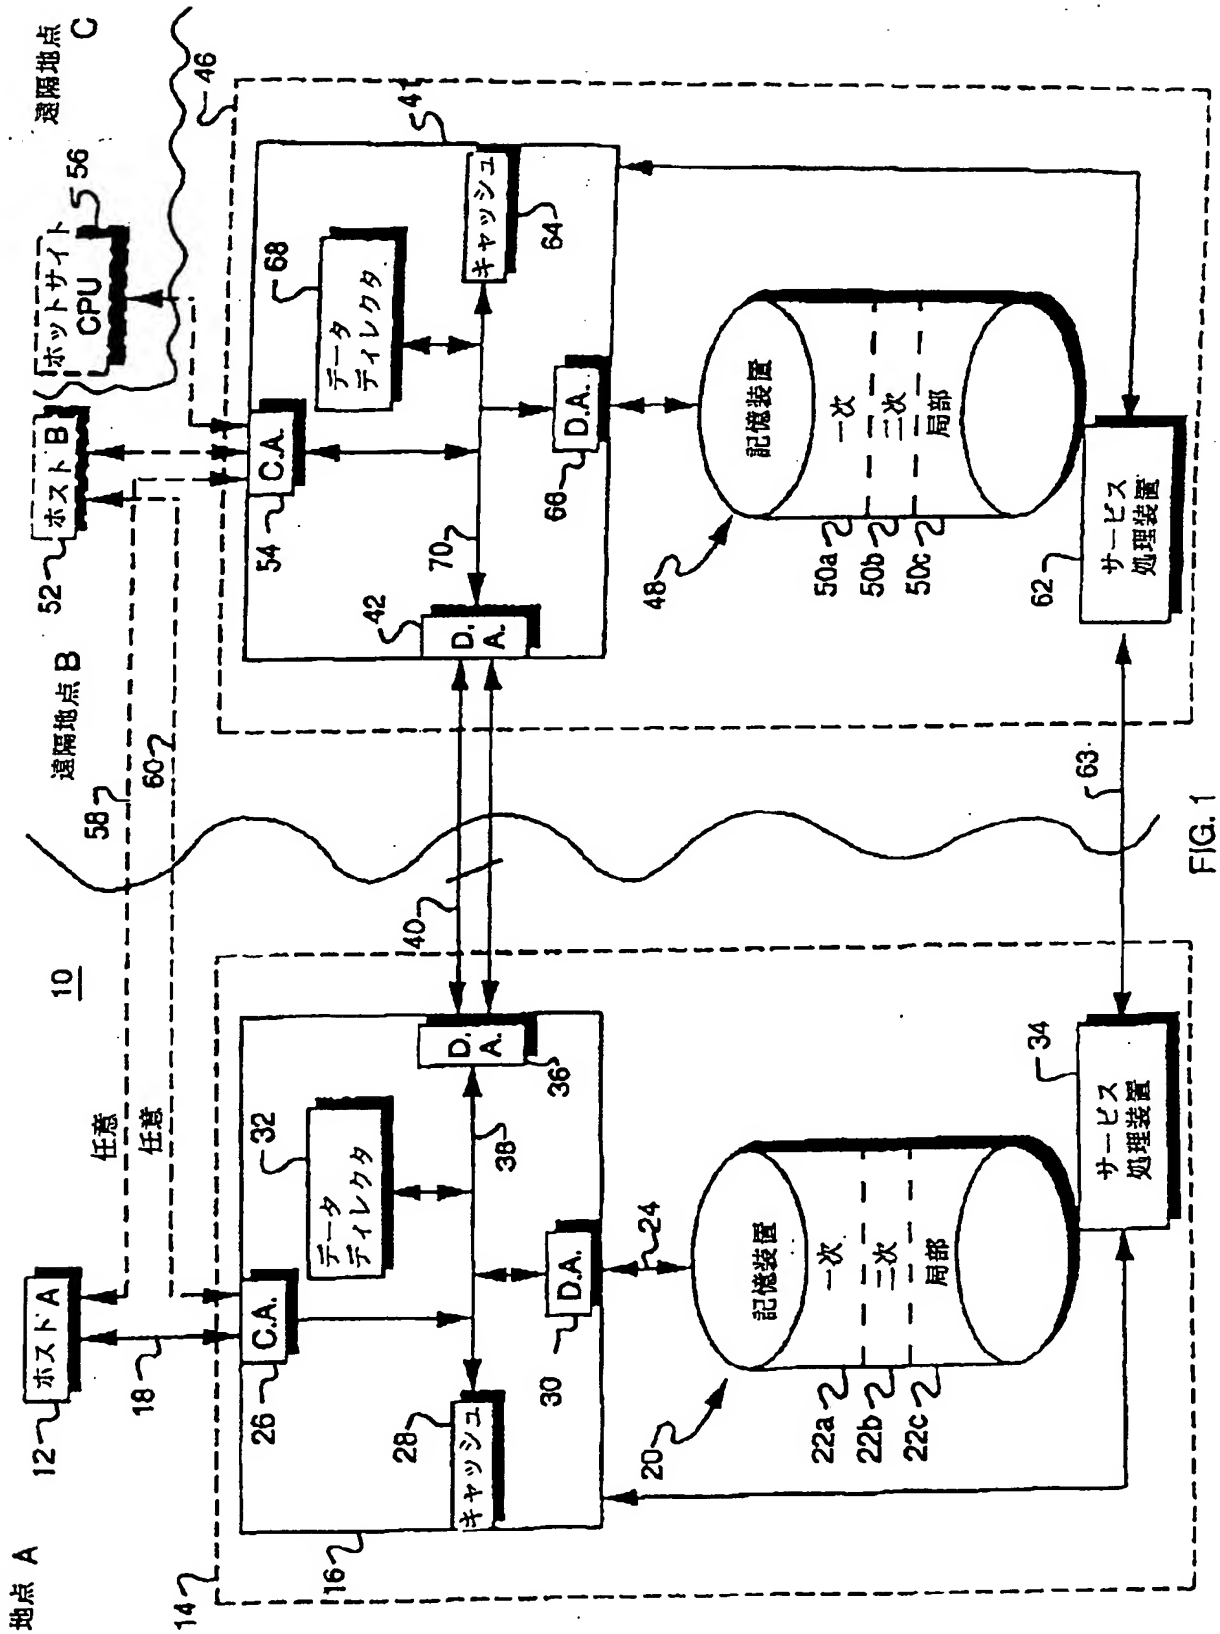 地点 A
10
遠隔地点 B
遠隔地点
C
12
ホスト A
18
任意
任意
58
60
52
ホスト B
ホットサイト
CPU
56
46
14
16
26
C.A.
32
データ
ディレクタ
28
キャッシュ
38
D.
A.
36
30
D.A.
24
40
54
C.A.
68
データ
ディレクタ
41
キャッシュ
64
70
42
D.
A.
66
D.A.
20
記憶装置
22a
一次
22b
二次
22c
局部
34
サービス
処理装置
48
記憶装置
50a
一次
50b
二次
50c
局部
62
サービス
処理装置
63
FIG. 1